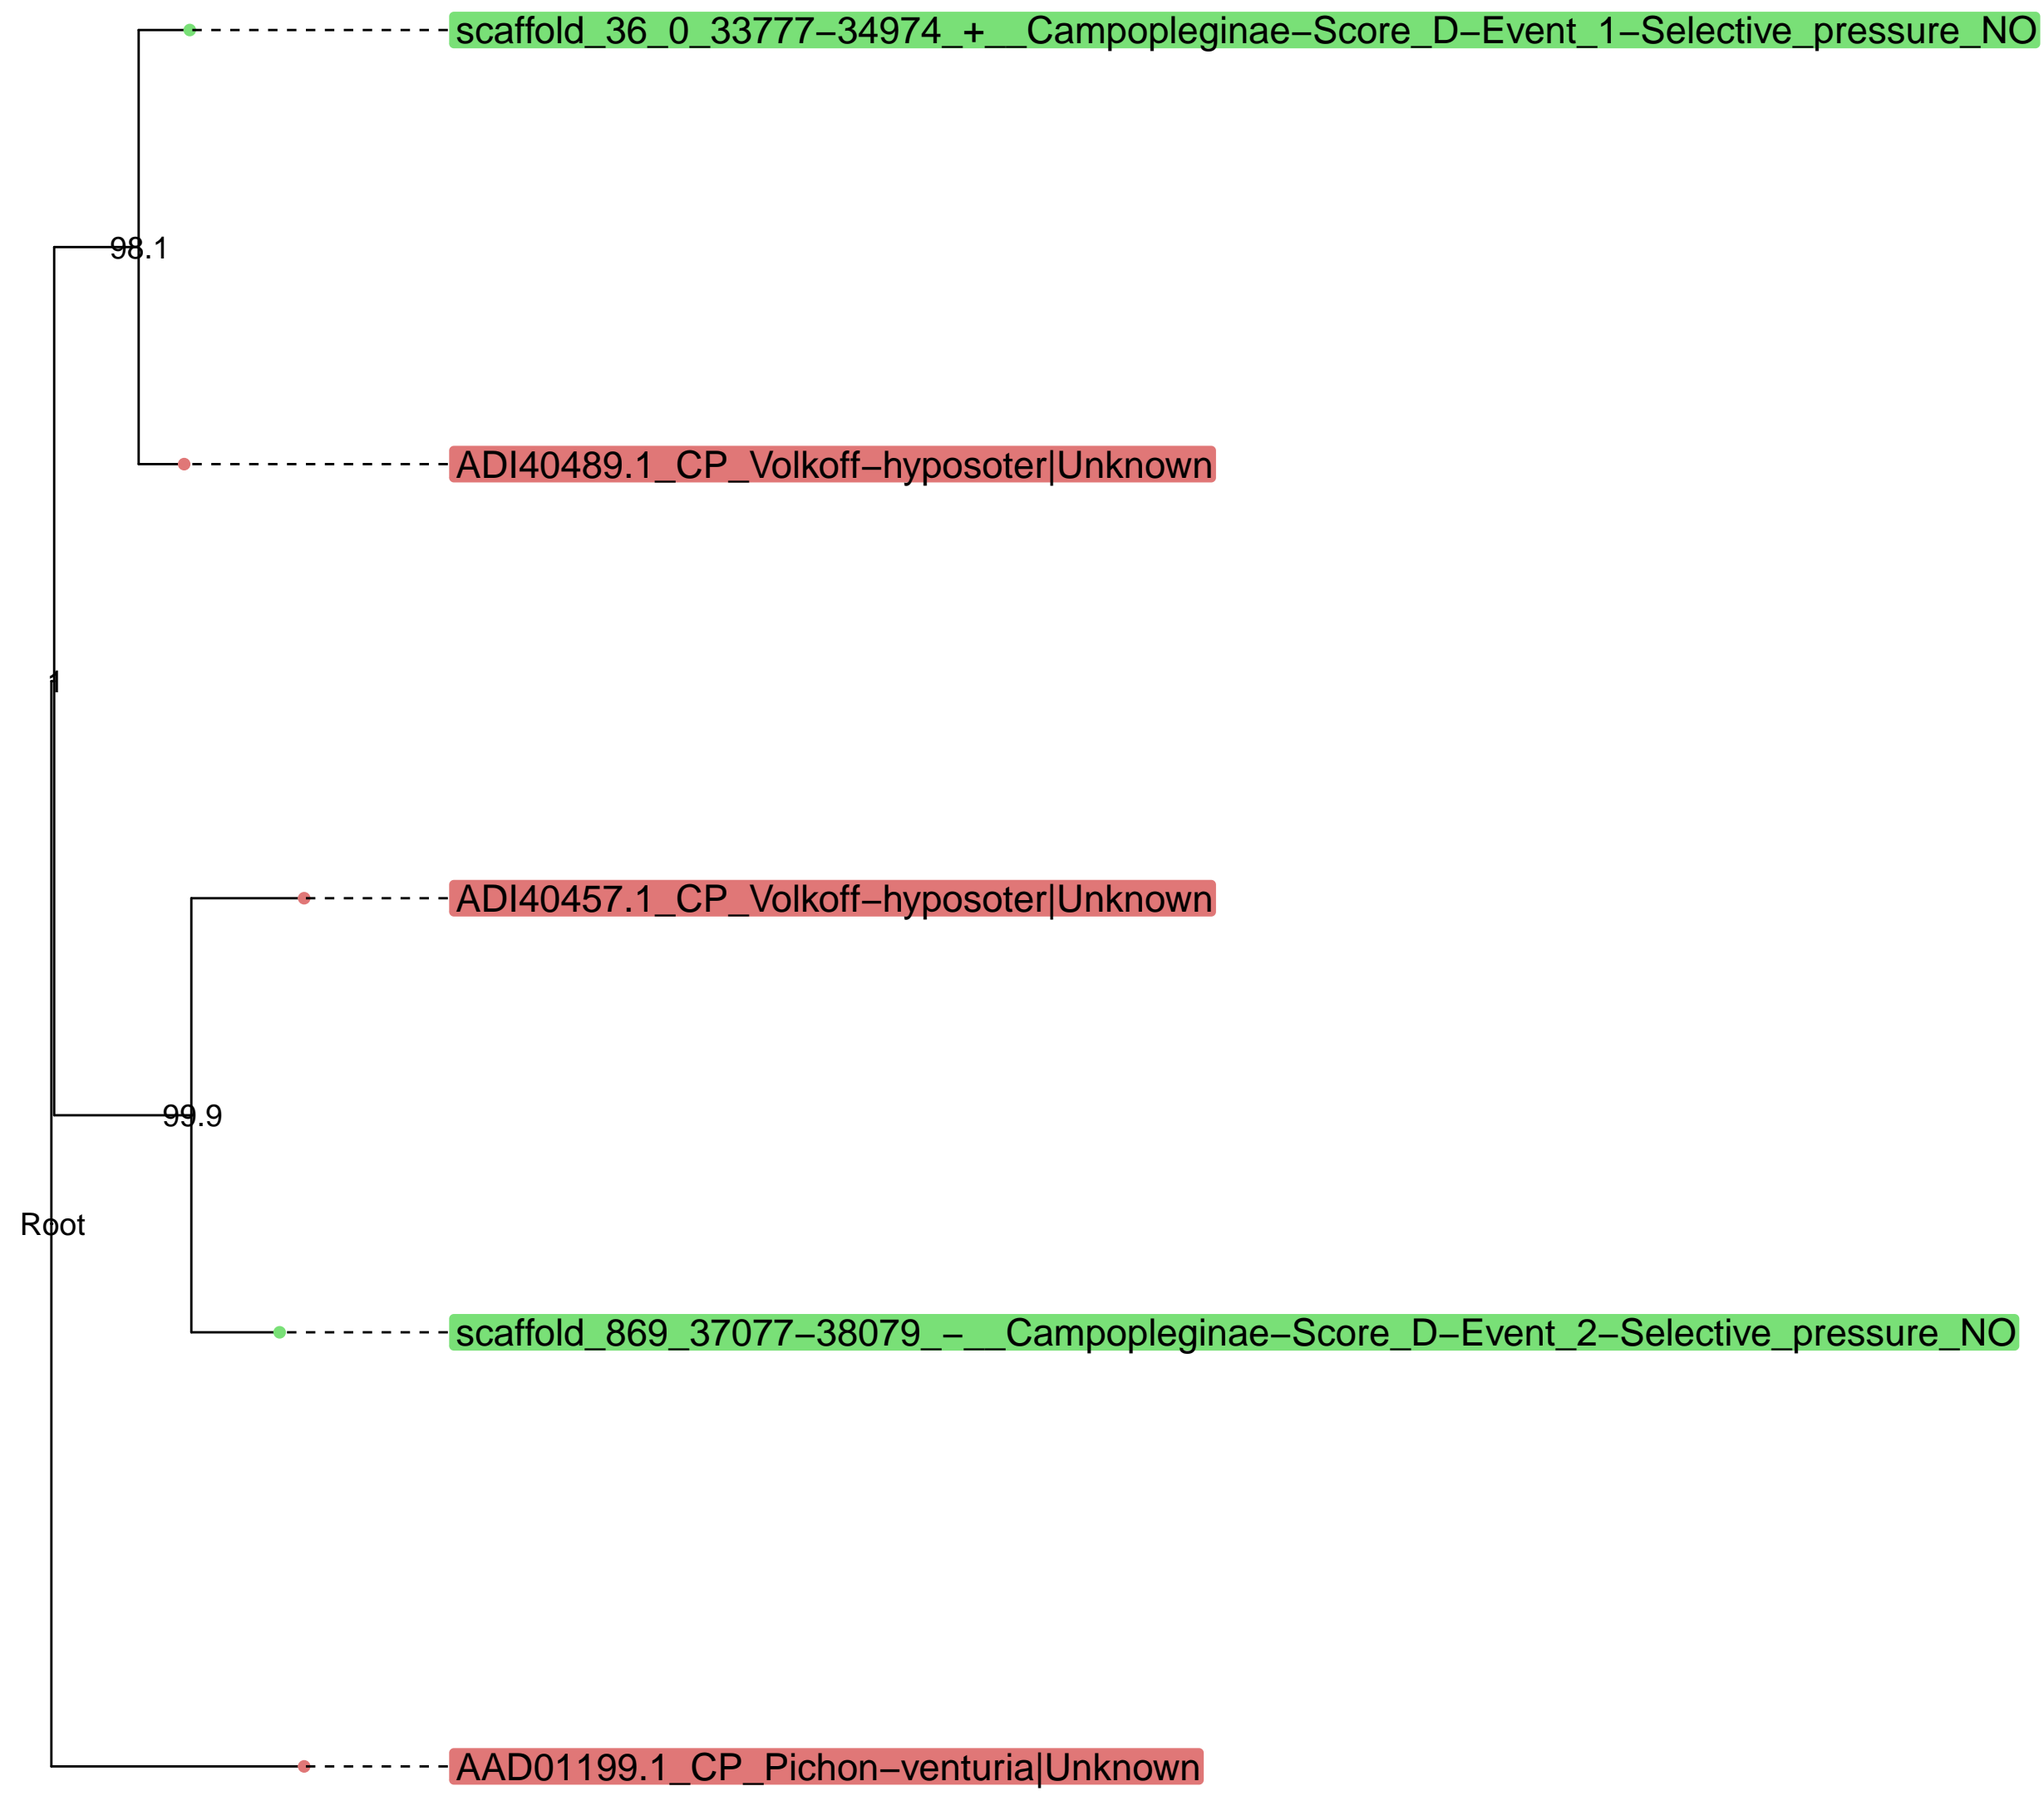 scaffold_36_0_33777−34974_+__Campopleginae−Score_D−Event_1−Selective_pressure_NO
98.1
ADI40489.1_CP_Volkoff−hyposoter|Unknown
1
ADI40457.1_CP_Volkoff−hyposoter|Unknown
99.9
Root
scaffold_869_37077−38079_−__Campopleginae−Score_D−Event_2−Selective_pressure_NO
AAD01199.1_CP_Pichon−venturia|Unknown